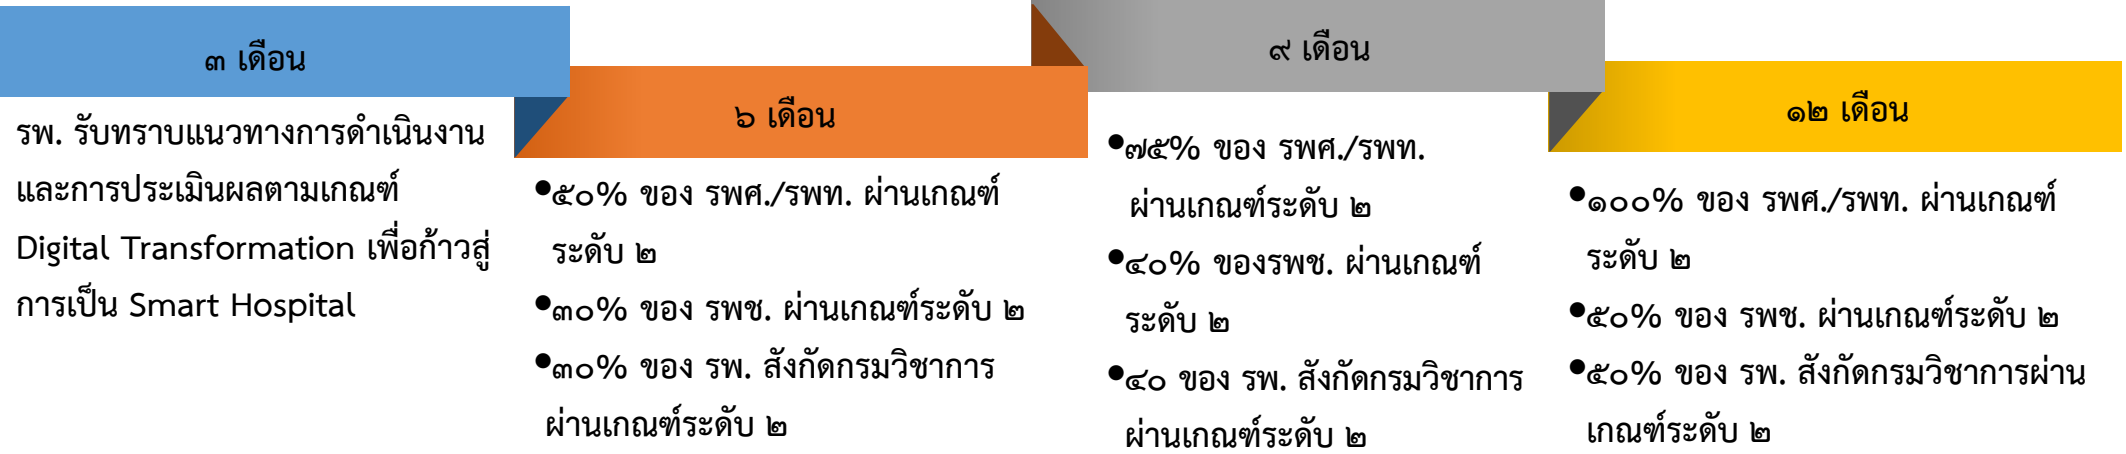 ๓ เดือน
รพ. รับทราบแนวทางการดำเนินงาน
และการประเมินผลตามเกณฑ์
Digital Transformation เพื่อก้าวสู่
การเป็น Smart Hospital
๖ เดือน
•๕๐% ของ รพศ./รพท. ผ่านเกณฑ์
ระดับ ๒
•๓๐% ของ รพช. ผ่านเกณฑ์ระดับ ๒
•๓๐% ของ รพ. สังกัดกรมวิชาการ
ผ่านเกณฑ์ระดับ ๒
๙ เดือน
•๗๕% ของ รพศ./รพท.
ผ่านเกณฑ์ระดับ ๒
•๔๐% ของรพช. ผ่านเกณฑ์
ระดับ ๒
•๔๐ ของ รพ. สังกัดกรมวิชาการ
ผ่านเกณฑ์ระดับ ๒
๑๒ เดือน
•๑๐๐% ของ รพศ./รพท. ผ่านเกณฑ์
ระดับ ๒
•๕๐% ของ รพช. ผ่านเกณฑ์ระดับ ๒
•๕๐% ของ รพ. สังกัดกรมวิชาการผ่าน
เกณฑ์ระดับ ๒